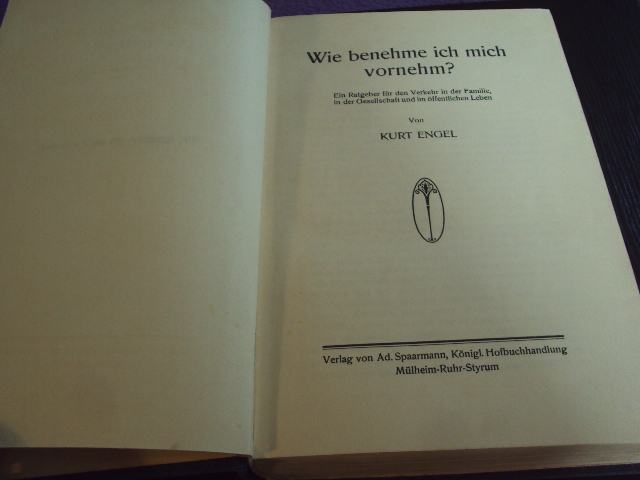 Wie benehme ich mich
vornehm?
Ein Ratgeber für den Verkehr in der Familie,
in der Gesellschaft und im öffentlichen Leben
Von
KURT ENGEL
Verlag von Ad. Spaarmann, Königl. Hofbuchhandlung
Mülheim-Ruhr-Styrum